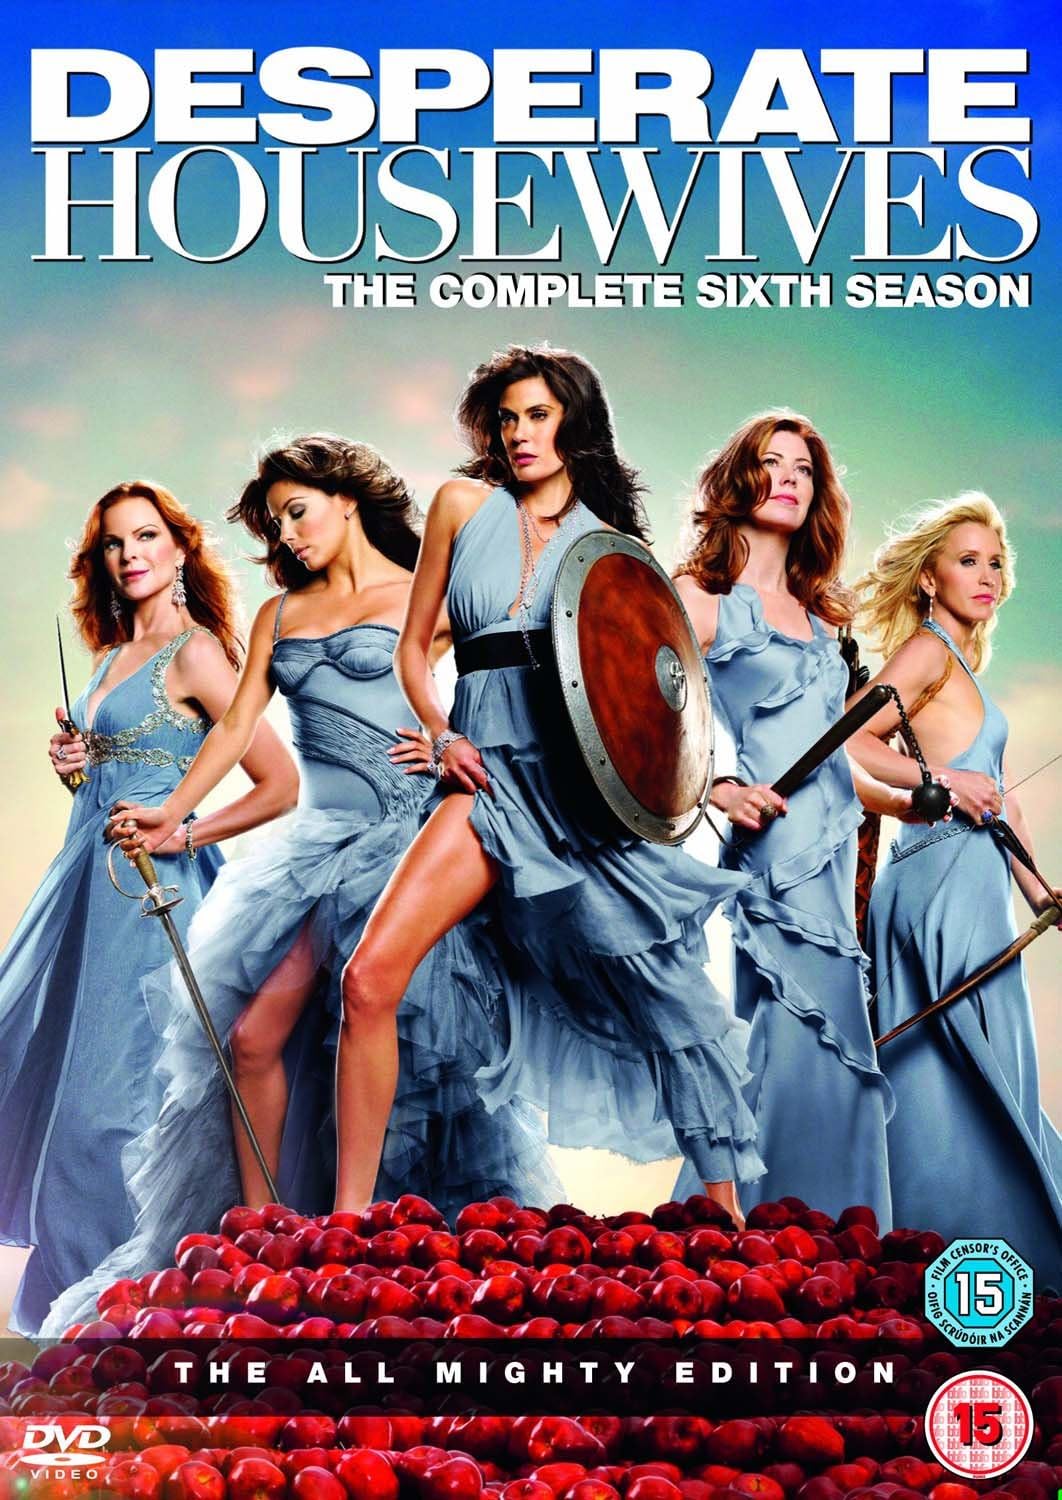 DESPERATE
HOUSEWIVES
THE COMPLETE SIXTH SEASON
FILM CENSOR'S OFFICE
15
OIFIG SCRÚDÓIR NA SCANNÁN
THE ALL MIGHTY EDITION
15
DVD
VIDEO